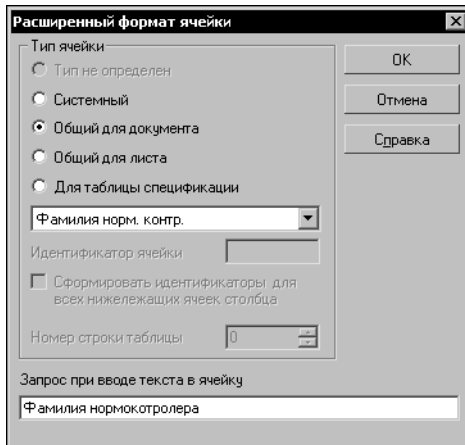 Расширенный формат ячейки
Тип ячейки
Тип не определен
Системный
Общий для документа
Общий для листа
Для таблицы спецификации
Фамилия норм. контр.
Идентификатор ячейки
Сформировать идентификаторы для
всех нижележащих ячеек столбца
Номер строки таблицы 0
Запрос при вводе текста в ячейку
Фамилия нормокотролера
OK
Отмена
Справка